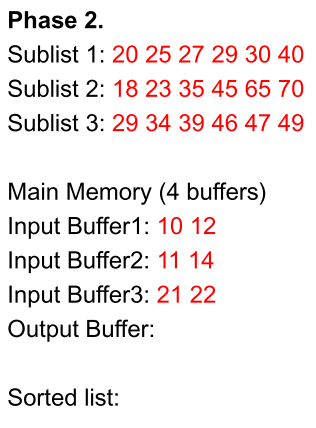 Phase 2.
Sublist 1: 20 25 27 29 30 40
Sublist 2: 18 23 35 45 65 70
Sublist 3: 29 34 39 46 47 49
Main Memory (4 buffers)
Input Buffer1: 10 12
Input Buffer2: 11 14
Input Buffer3: 21 22
Output Buffer:
Sorted list: